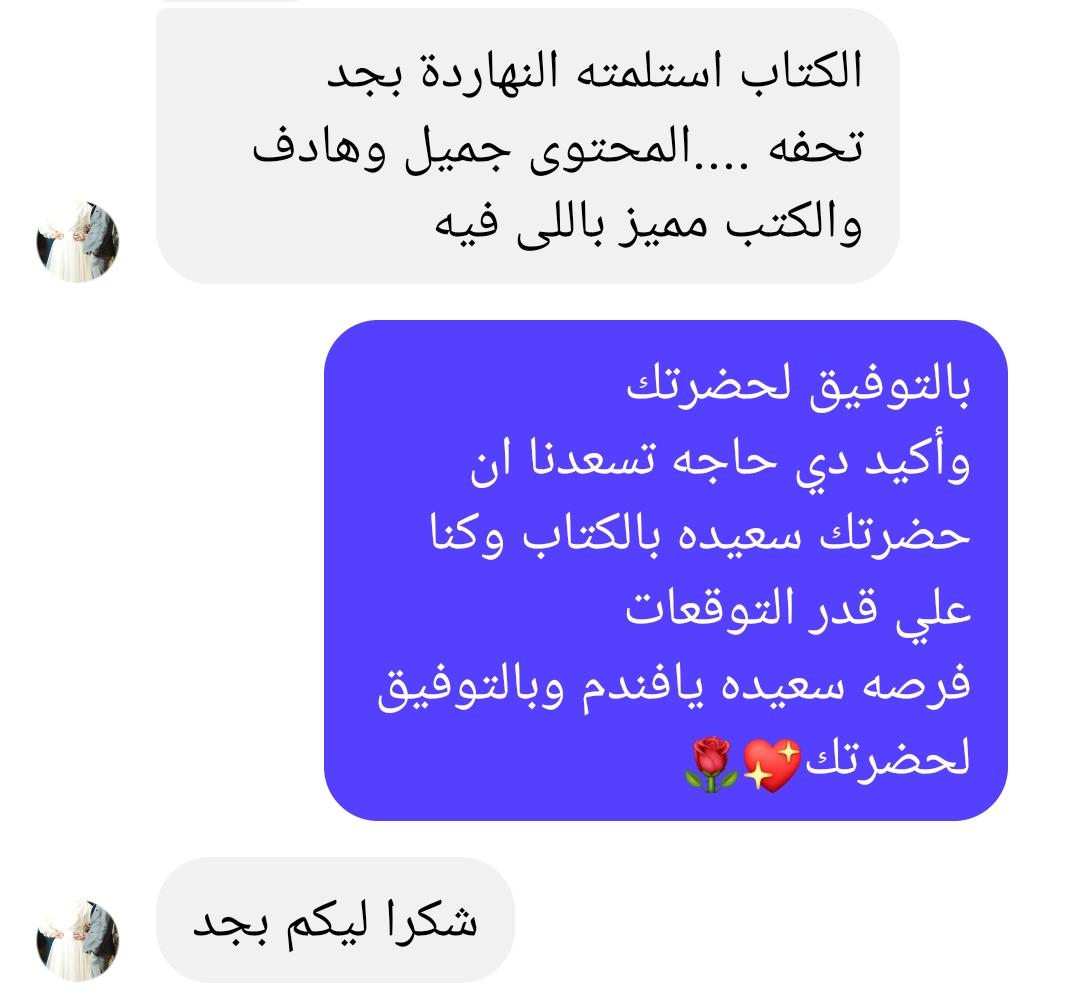 الكتاب استلمته النهاردة بجد
تحفه ....المحتوى جميل وهادف
والكتب مميز باللى فيه
بالتوفيق لحضرتك
وأكيد دي حاجه تسعدنا ان
حضرتك سعيده بالكتاب وكنا
علي قدر التوقعات
فرصه سعيده يافندم وبالتوفيق
لحضرتك💖🌹
شكرا ليكم بجد